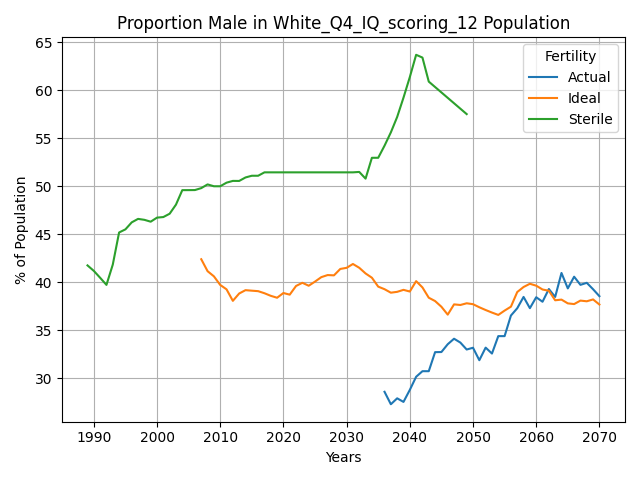 Proportion Male in White_Q4_IQ_scoring_12 Population
% of Population
65
60
55
50
45
40
35
30
Fertility
Actual
Ideal
Sterile
1990 2000 2010 2020 2030 2040 2050 2060 2070
Years